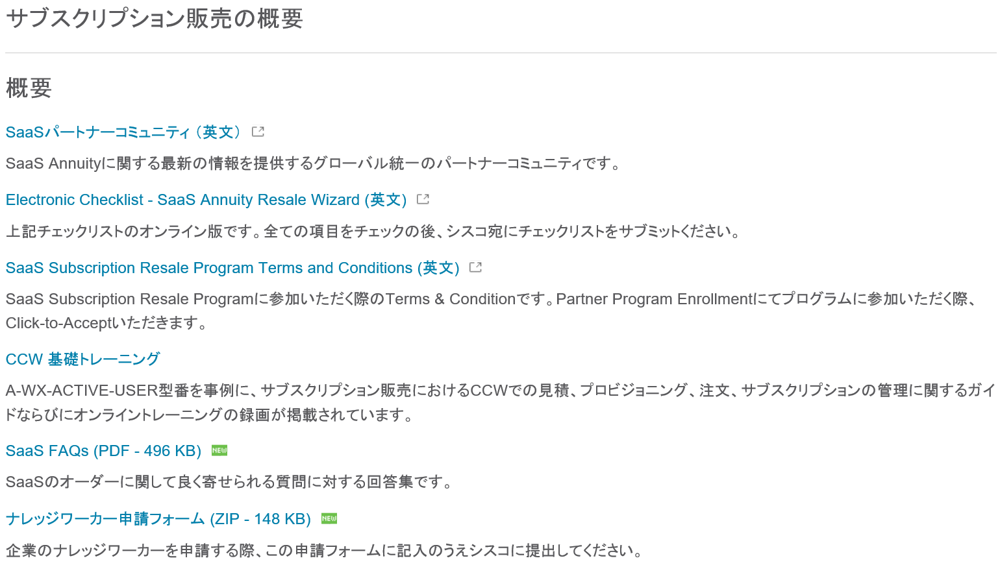 サブスクリプション販売の概要
概要
SaaSパートナーコミュニティ（英文）
SaaS Annuityに関する最新の情報を提供するグローバル統一のパートナーコミュニティです。
Electronic Checklist - SaaS Annuity Resale Wizard (英文)
上記チェックリストのオンライン版です。全ての項目をチェックの後、シスコ宛にチェックリストをサブミットください。
SaaS Subscription Resale Program Terms and Conditions (英文)
SaaS Subscription Resale Programに参加いただく際のTerms & Conditionです。Partner Program Enrollmentにてプログラムに参加いただく際、
Click-to-Acceptいただきます。
CCW 基礎トレーニング
A-WX-ACTIVE-USER型番を事例に、サブスクリプション販売におけるCCWでの見積、プロビジョニング、注文、サブスクリプションの管理に関するガイ
ドならびにオンライントレーニングの録画が掲載されています。
SaaS FAQs (PDF - 496 KB) NEW
SaaSのオーダーに関して良く寄せられる質問に対する回答集です。
ナレッジワーカー申請フォーム (ZIP - 148 KB) NEW
企業のナレッジワーカーを申請する際、この申請フォームに記入のうえシスコに提出してください。